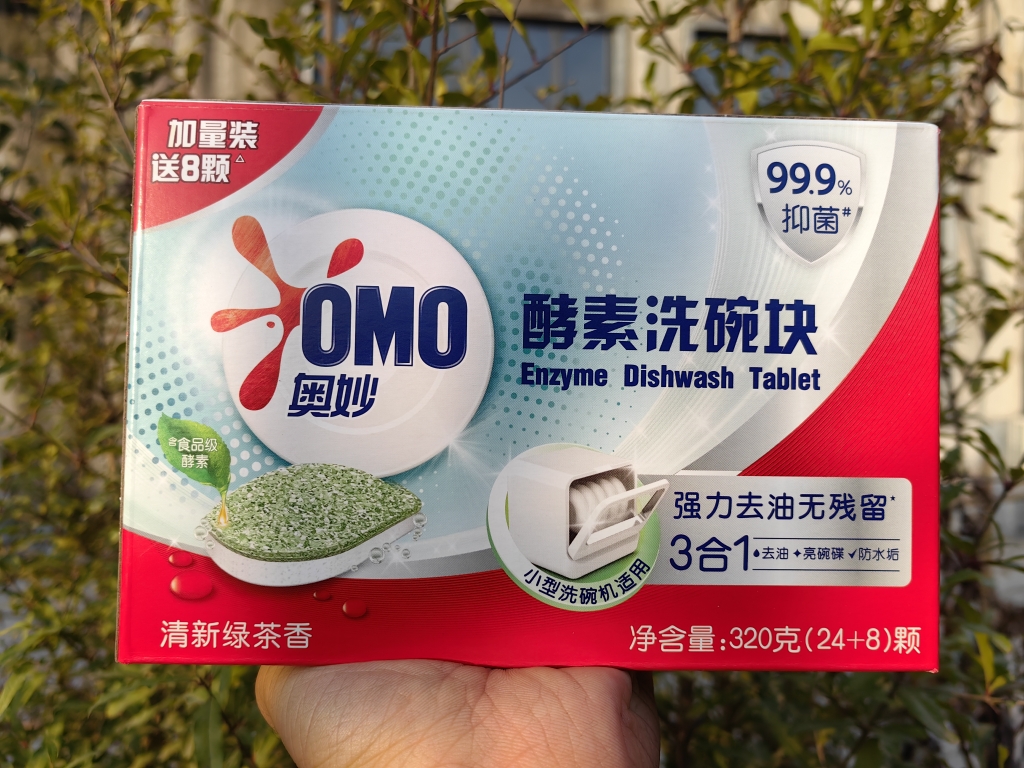 加量装
送8颗△
99.9%
抑菌#
OMO
奥妙
酵素洗碗块
Enzyme Dishwash Tablet
含食品级
酵素
小型洗碗机适用
强力去油无残留*
3合1 去油 亮碗碟 防水垢
清新绿茶香
净含量:320克(24+8)颗